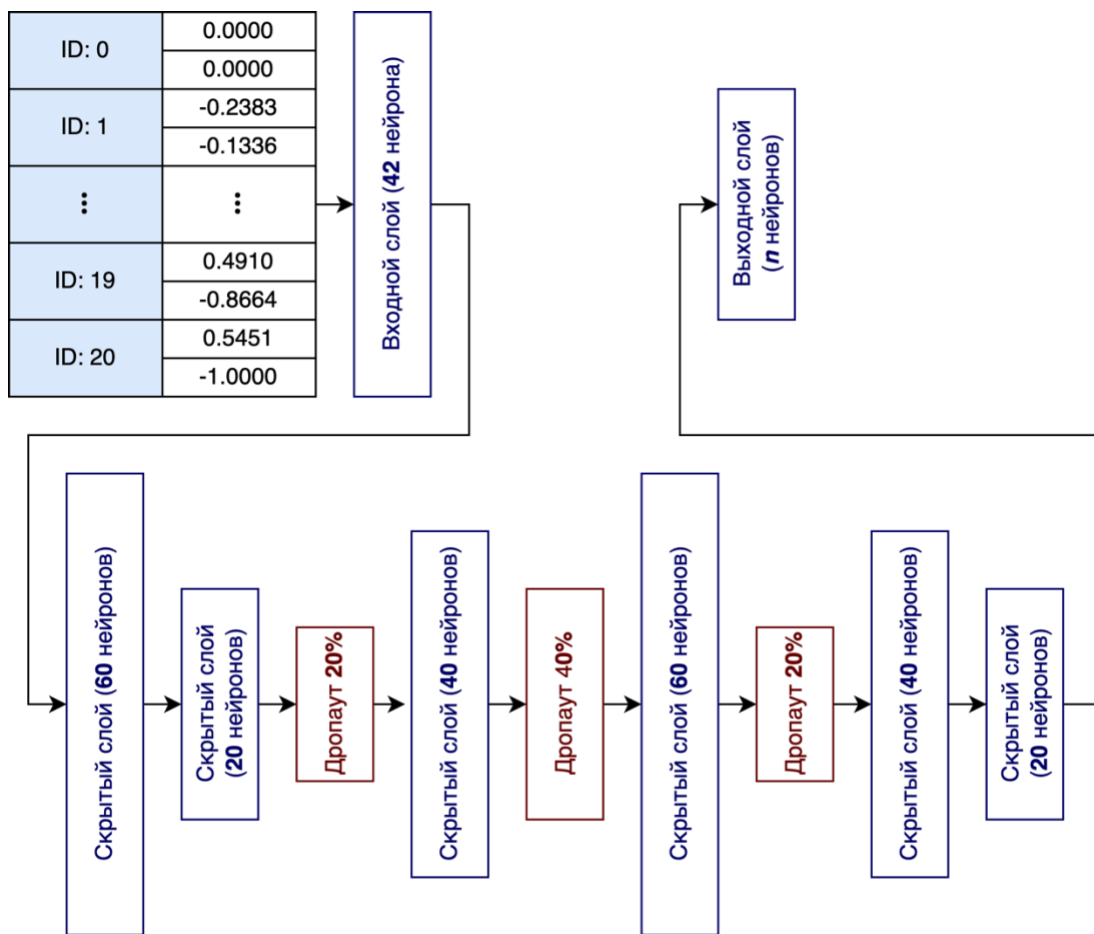 ID: 0
0.0000
0.0000
ID: 1
-0.2383
-0.1336
...
...
ID: 19
0.4910
-0.8664
ID: 20
0.5451
-1.0000
Входной слой (42 нейрона)
Выходной слой
(n нейронов)
Скрытый слой (60 нейронов)
Скрытый слой
(20 нейронов)
Дропаут 20%
Скрытый слой (40 нейронов)
Дропаут 40%
Скрытый слой (60 нейронов)
Дропаут 20%
Скрытый слой (40 нейронов)
Скрытый слой
(20 нейронов)